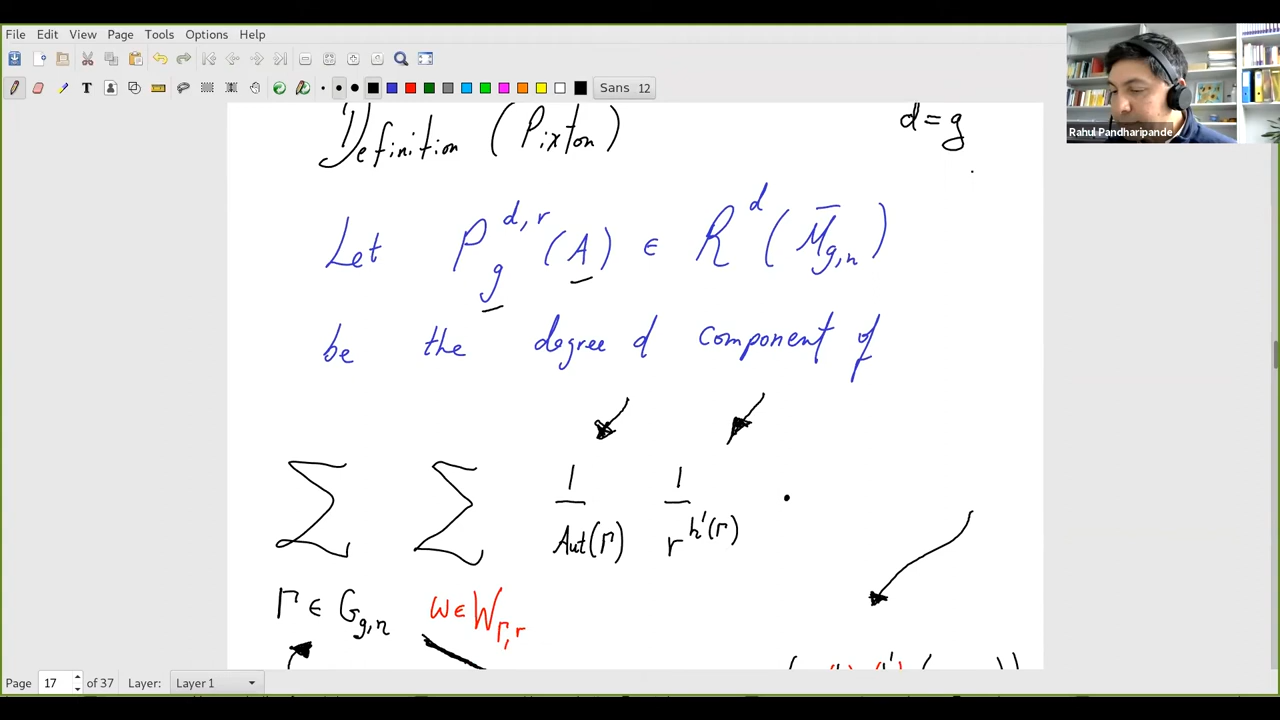 File Edit View Page Tools Options Help
Sans 12
Rahul Pandharipande
Definition (Pixton)
d = g
Let P_g^{d,r}(A) ∈ R^d(M̄_{g,n})
be the degree d component of
∑ ∑ 1/Aut(Γ) 1/r^{h¹(Γ)} ·
Γ ∈ G_{g,n} w ∈ W_{Γ,r}
Page 17 of 37 Layer: Layer 1